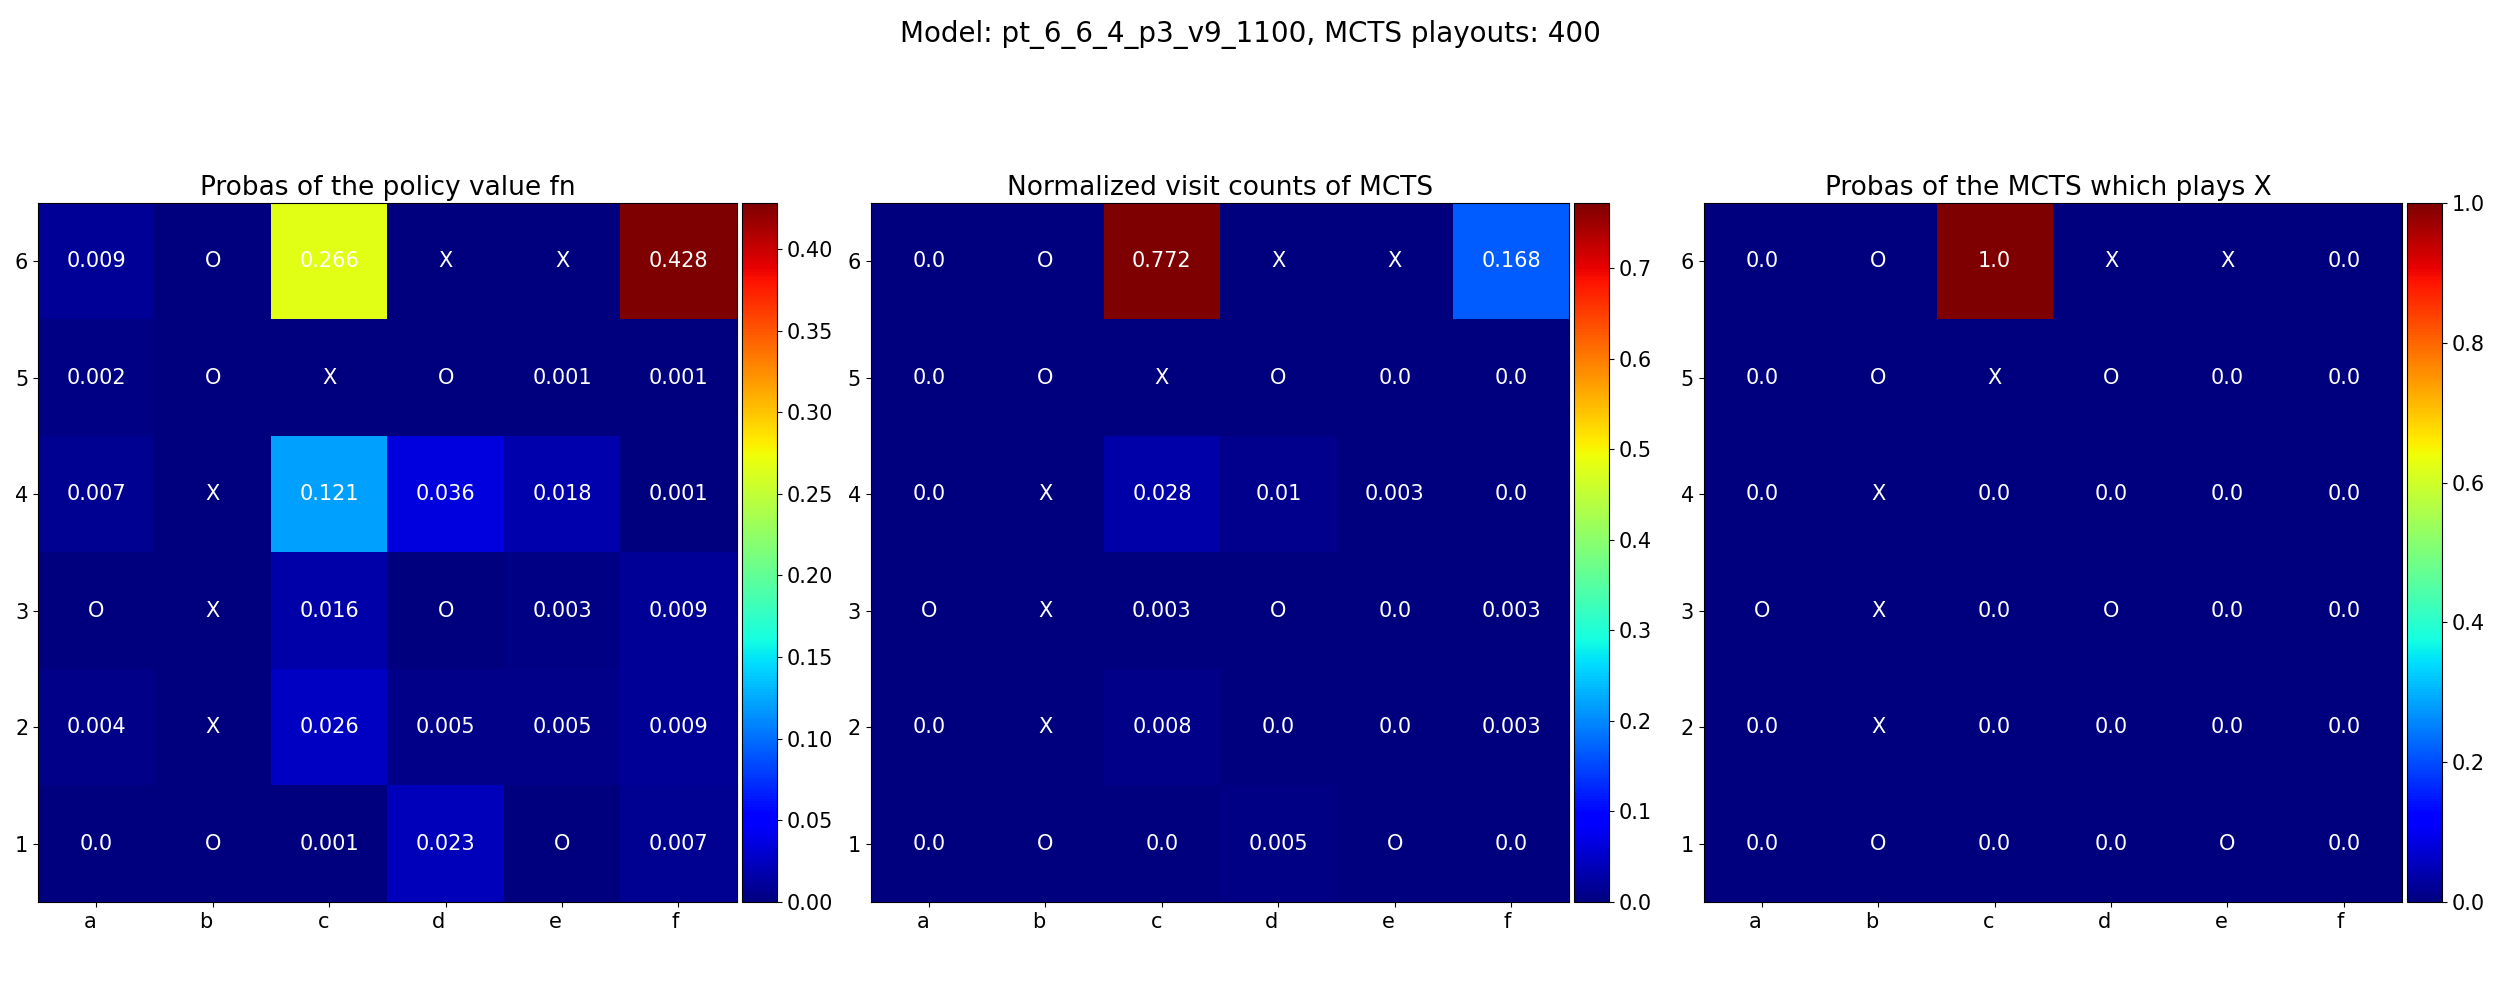 Model: pt_6_6_4_p3_v9_1100, MCTS playouts: 400
Probas of the policy value fn
6 0.009 O 0.266 X X 0.428
5 0.002 O X O 0.001 0.001
4 0.007 X 0.121 0.036 0.018 0.001
3 O X 0.016 O 0.003 0.009
2 0.004 X 0.026 0.005 0.005 0.009
1 0.0 O 0.001 0.023 O 0.007
a b c d e f
0.40
0.35
0.30
0.25
0.20
0.15
0.10
0.05
0.00
Normalized visit counts of MCTS
6 0.0 O 0.772 X X 0.168
5 0.0 O X O 0.0 0.0
4 0.0 X 0.028 0.01 0.003 0.0
3 O X 0.003 O 0.0 0.003
2 0.0 X 0.008 0.0 0.0 0.003
1 0.0 O 0.0 0.005 O 0.0
a b c d e f
0.7
0.6
0.5
0.4
0.3
0.2
0.1
0.0
Probas of the MCTS which plays X
6 0.0 O 1.0 X X 0.0
5 0.0 O X O 0.0 0.0
4 0.0 X 0.0 0.0 0.0 0.0
3 O X 0.0 O 0.0 0.0
2 0.0 X 0.0 0.0 0.0 0.0
1 0.0 O 0.0 0.0 O 0.0
a b c d e f
1.0
0.8
0.6
0.4
0.2
0.0